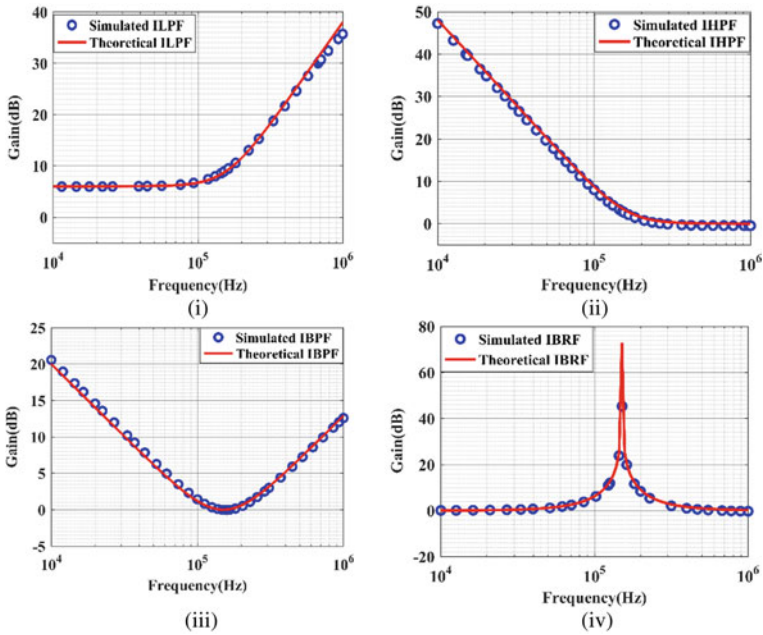 Simulated ILPF
Theoretical ILPF
Gain(dB)
40
30
20
10
0
10^4
10^5
10^6
Frequency(Hz)
(i)
Simulated IHPF
Theoretical IHPF
Gain(dB)
50
40
30
20
10
0
-10
10^4
10^5
10^6
Frequency(Hz)
(ii)
Simulated IBPF
Theoretical IBPF
Gain(dB)
25
20
15
10
5
0
-5
10^4
10^5
10^6
Frequency(Hz)
(iii)
Simulated IBRF
Theoretical IBRF
Gain(dB)
80
60
40
20
0
-20
10^4
10^5
10^6
Frequency(Hz)
(iv)